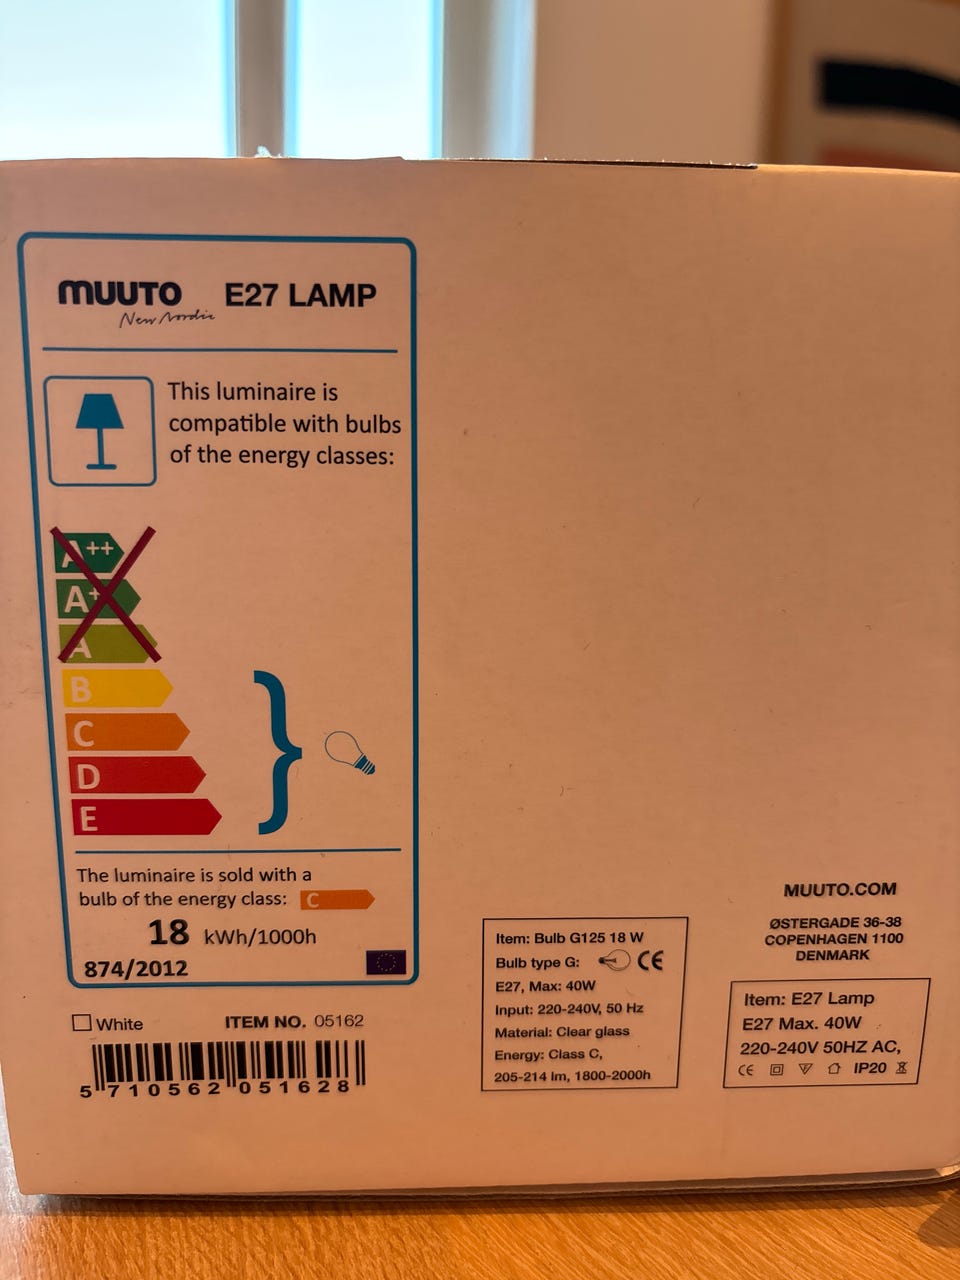 MUUTO E27 LAMP
New Nordic
This luminaire is
compatible with bulbs
of the energy classes:
A++
A+
A
B
C
D
E
The luminaire is sold with a
bulb of the energy class: C
18 kWh/1000h
874/2012
White ITEM NO. 05162
5 710562 051628
Item: Bulb G125 18 W
Bulb type G: CE
E27, Max: 40W
Input: 220-240V, 50 Hz
Material: Clear glass
Energy: Class C,
205-214 lm, 1800-2000h
MUUTO.COM
ØSTERGADE 36-38
COPENHAGEN 1100
DENMARK
Item: E27 Lamp
E27 Max. 40W
220-240V 50HZ AC,
CE IP20